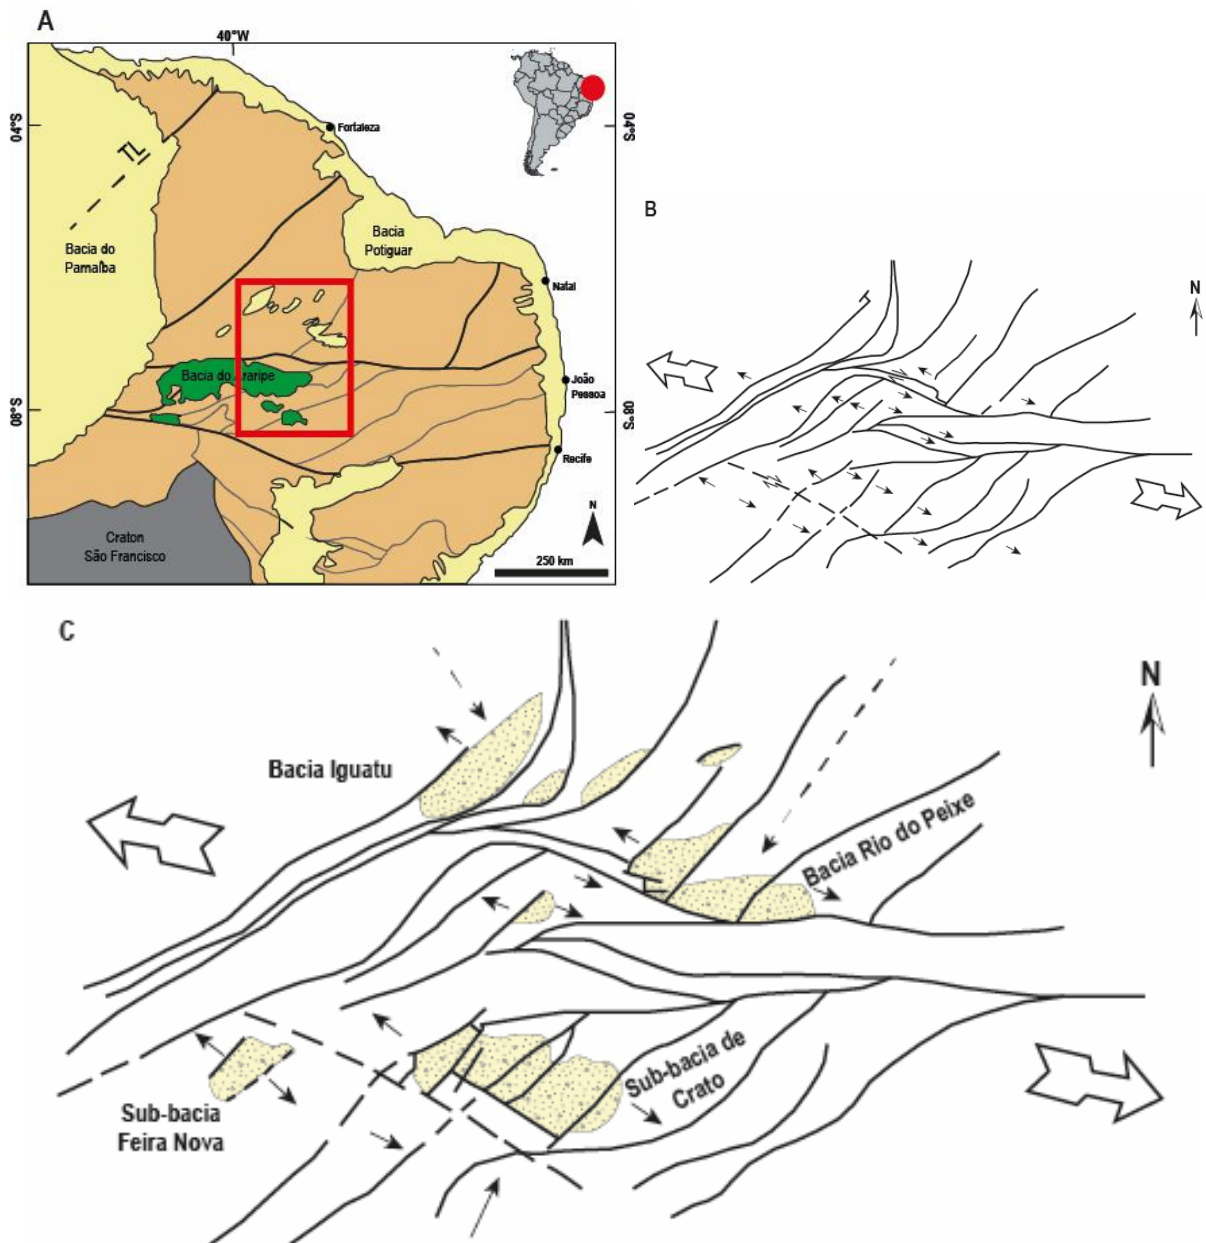 A
40°W
04°S
04°S
Fortaleza
TL
Bacia do
Parnaíba
Bacia
Potiguar
Natal
Bacia do Araripe
João
Pessoa
08°S
08°S
Recife
Craton
São Francisco
N
250 km
B
N
C
N
Bacia Iguatu
Bacia Rio do Peixe
Sub-bacia de
Crato
Sub-bacia
Feira Nova